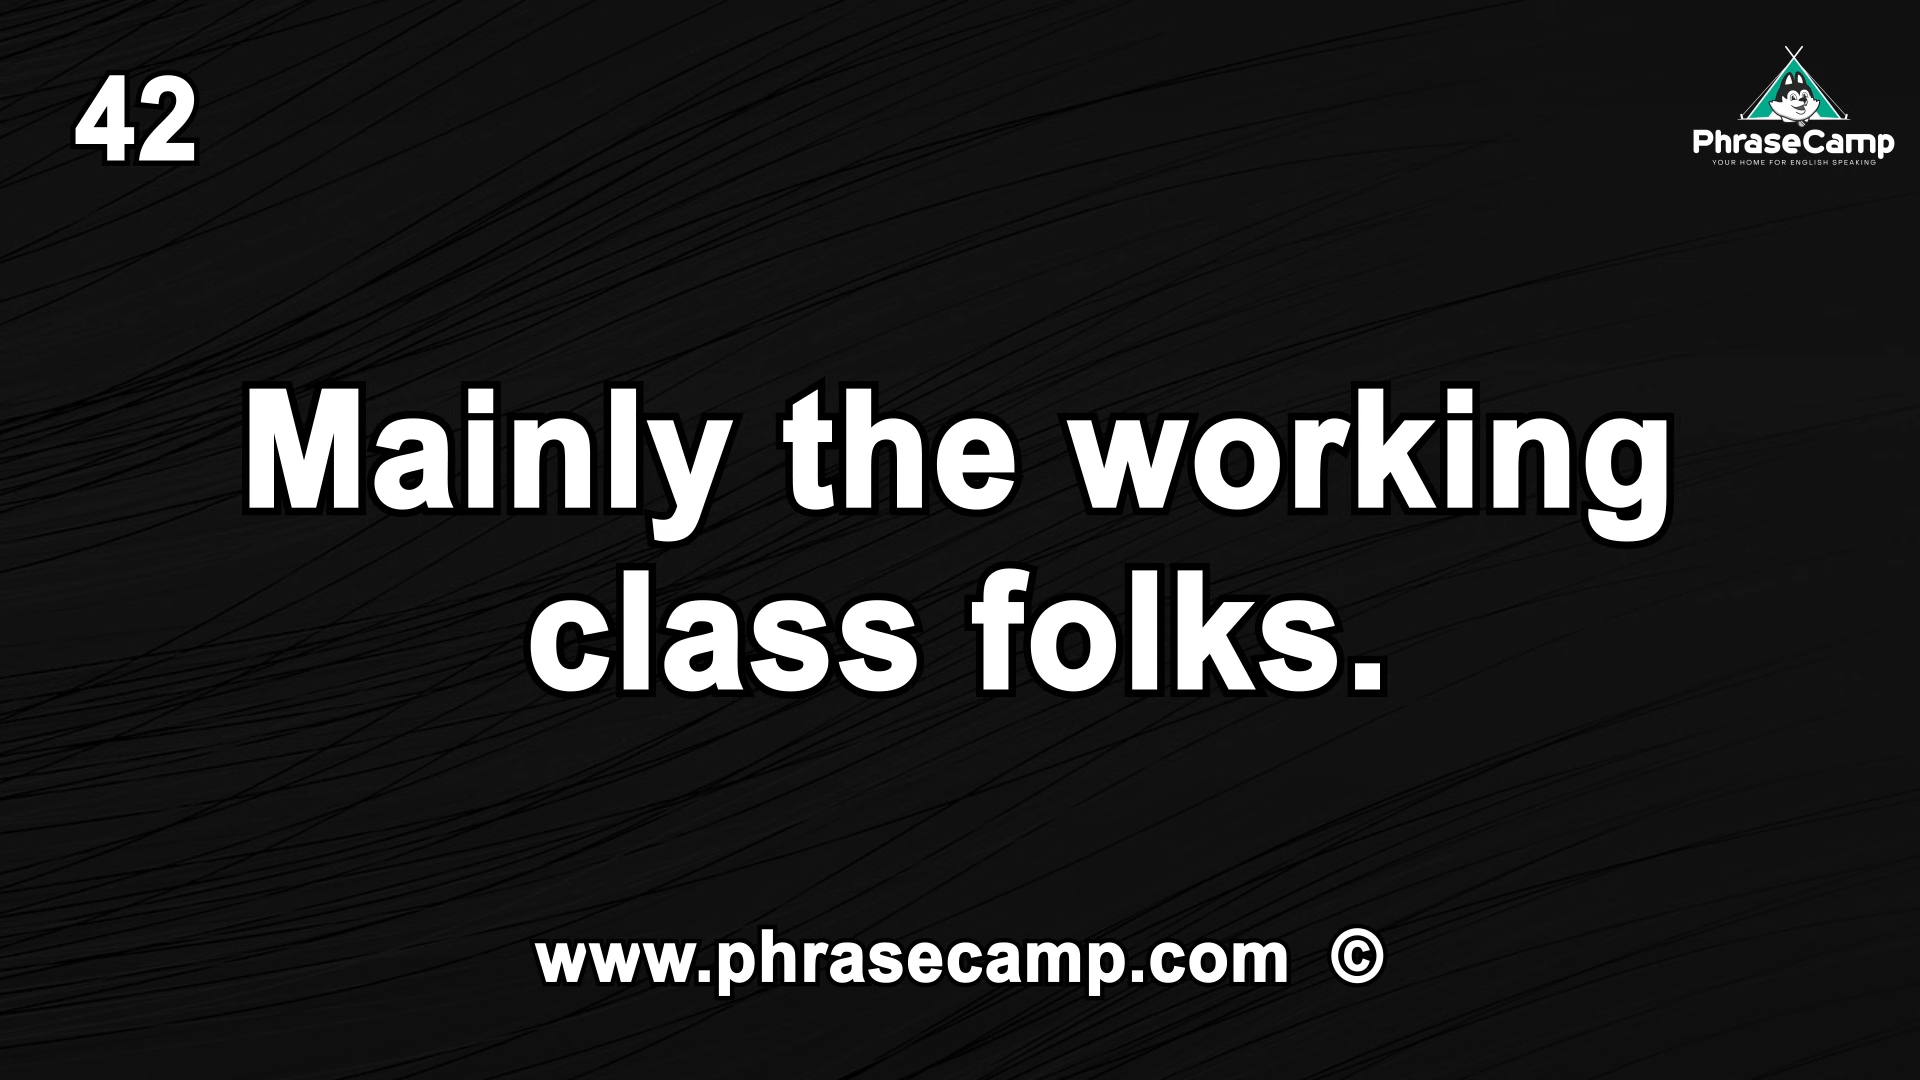 42
PhraseCamp
YOUR HOME FOR ENGLISH SPEAKING
Mainly the working
class folks.
www.phrasecamp.com ©